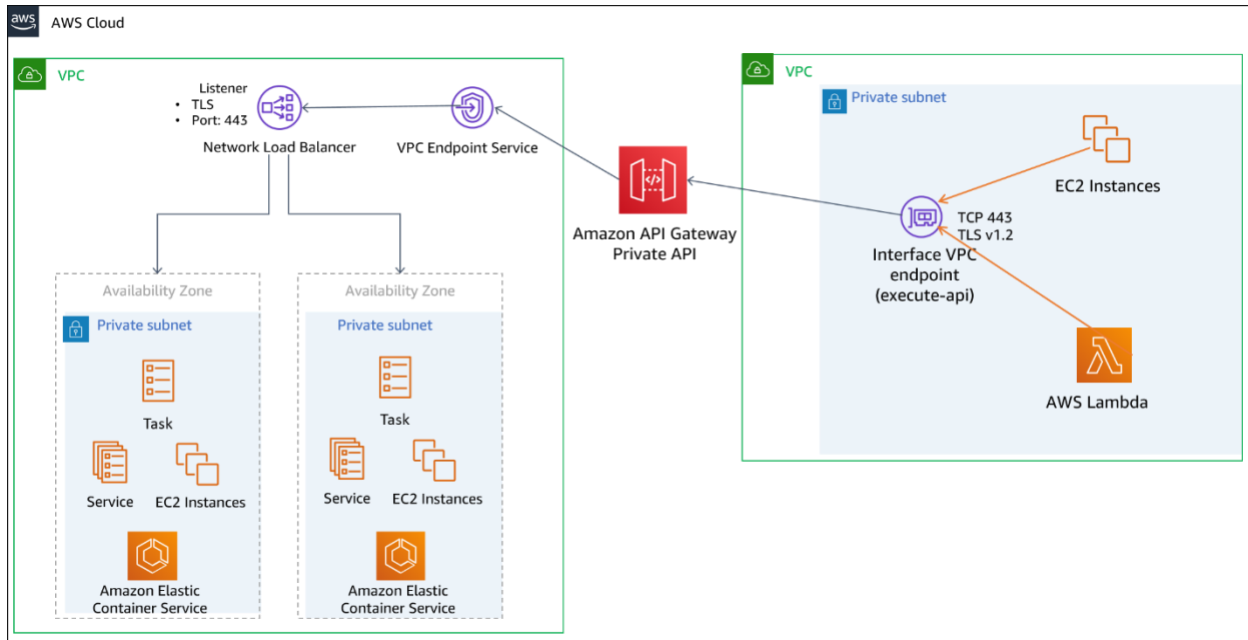 aws
AWS Cloud
VPC
Listener
• TLS
• Port: 443
Network Load Balancer
VPC Endpoint Service
Availability Zone
Private subnet
Task
Service
EC2 Instances
Amazon Elastic
Container Service
Availability Zone
Private subnet
Task
Service
EC2 Instances
Amazon Elastic
Container Service
Amazon API Gateway
Private API
VPC
Private subnet
EC2 Instances
TCP 443
TLS v1.2
Interface VPC
endpoint
(execute-api)
AWS Lambda